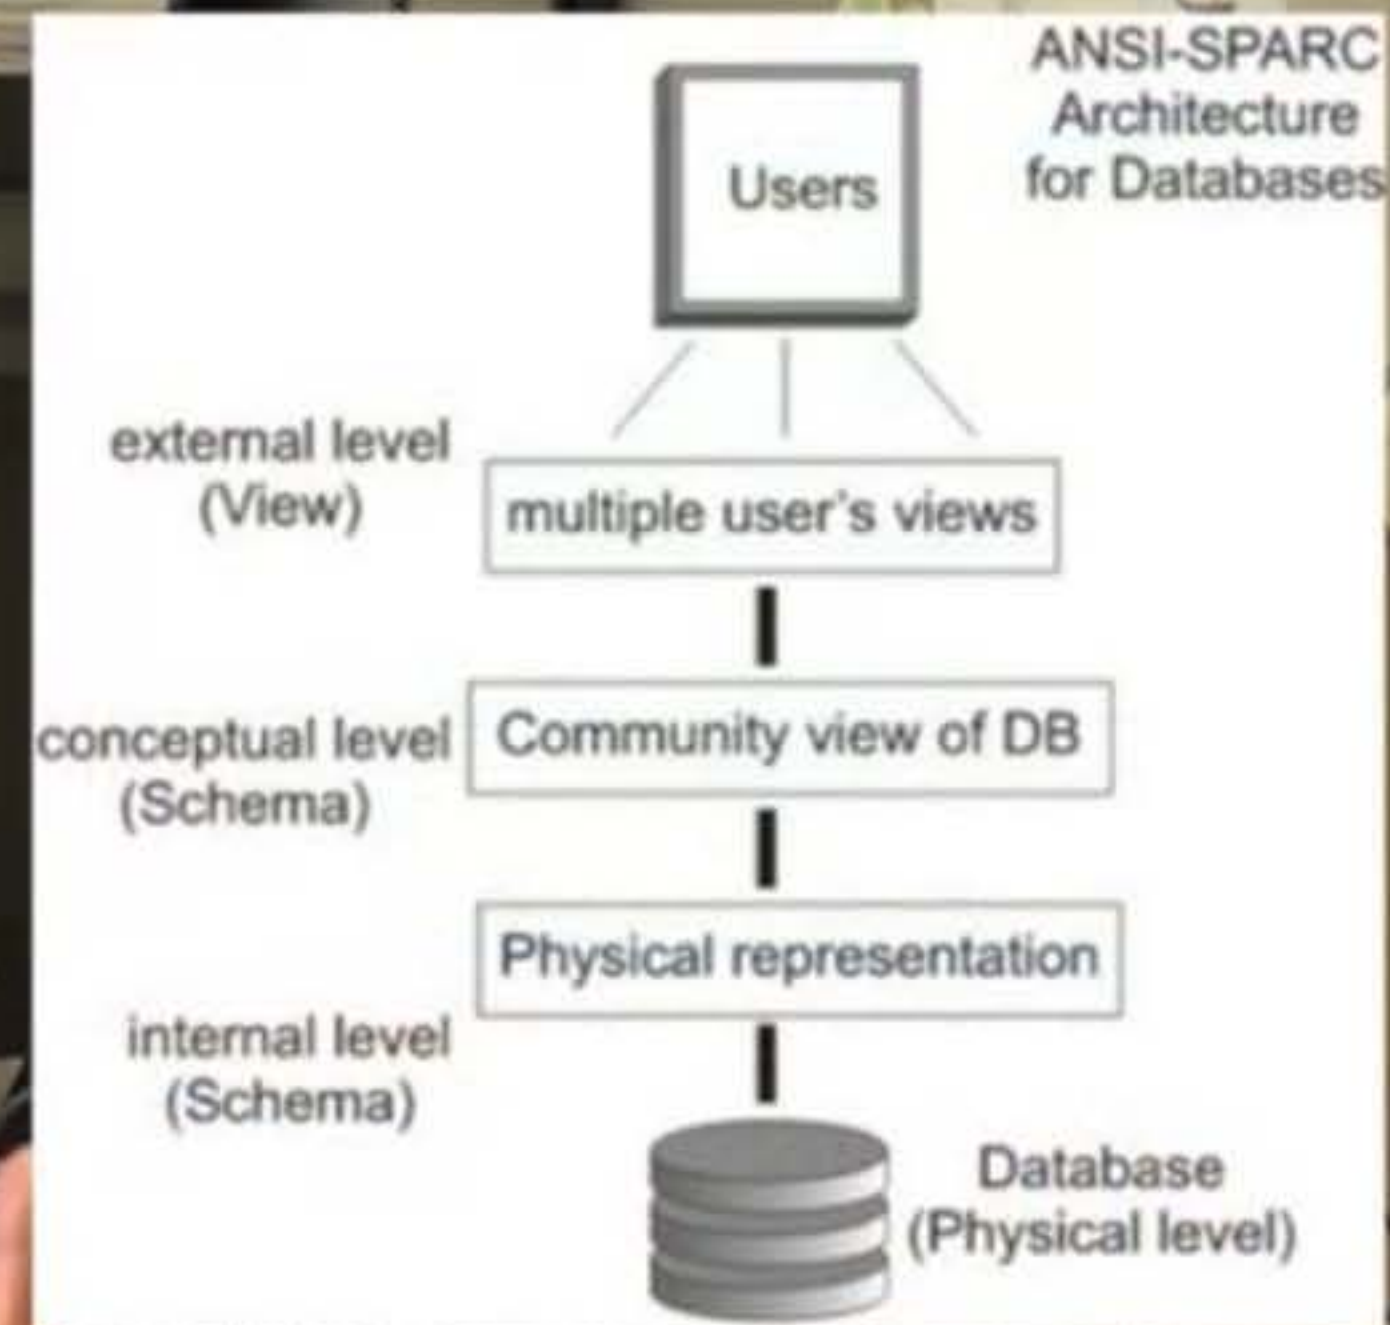 ANSI-SPARC
Architecture
for Databases
Users
external level
(View)
multiple user's views
conceptual level
(Schema)
Community view of DB
Physical representation
internal level
(Schema)
Database
(Physical level)